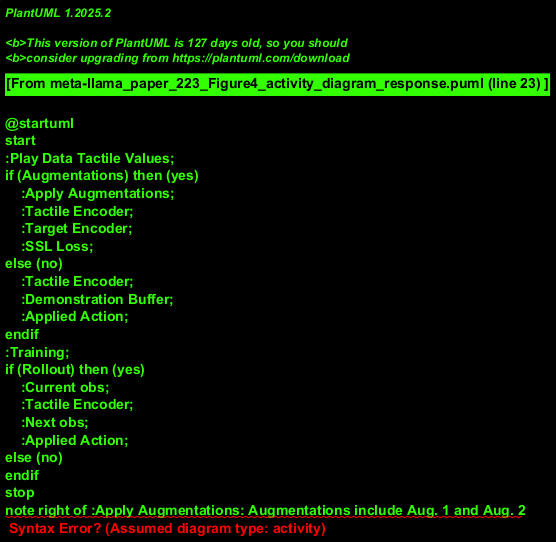 PlantUML 1.2025.2
<b>This version of PlantUML is 127 days old, so you should
<b>consider upgrading from https://plantuml.com/download
[From meta-llama_paper_223_Figure4_activity_diagram_response.puml (line 23) ]
@startuml
start
:Play Data Tactile Values;
if (Augmentations) then (yes)
:Apply Augmentations;
:Tactile Encoder;
:Target Encoder;
:SSL Loss;
else (no)
:Tactile Encoder;
:Demonstration Buffer;
:Applied Action;
endif
:Training;
if (Rollout) then (yes)
:Current obs;
:Tactile Encoder;
:Next obs;
:Applied Action;
else (no)
endif
stop
note right of :Apply Augmentations: Augmentations include Aug. 1 and Aug. 2
Syntax Error? (Assumed diagram type: activity)